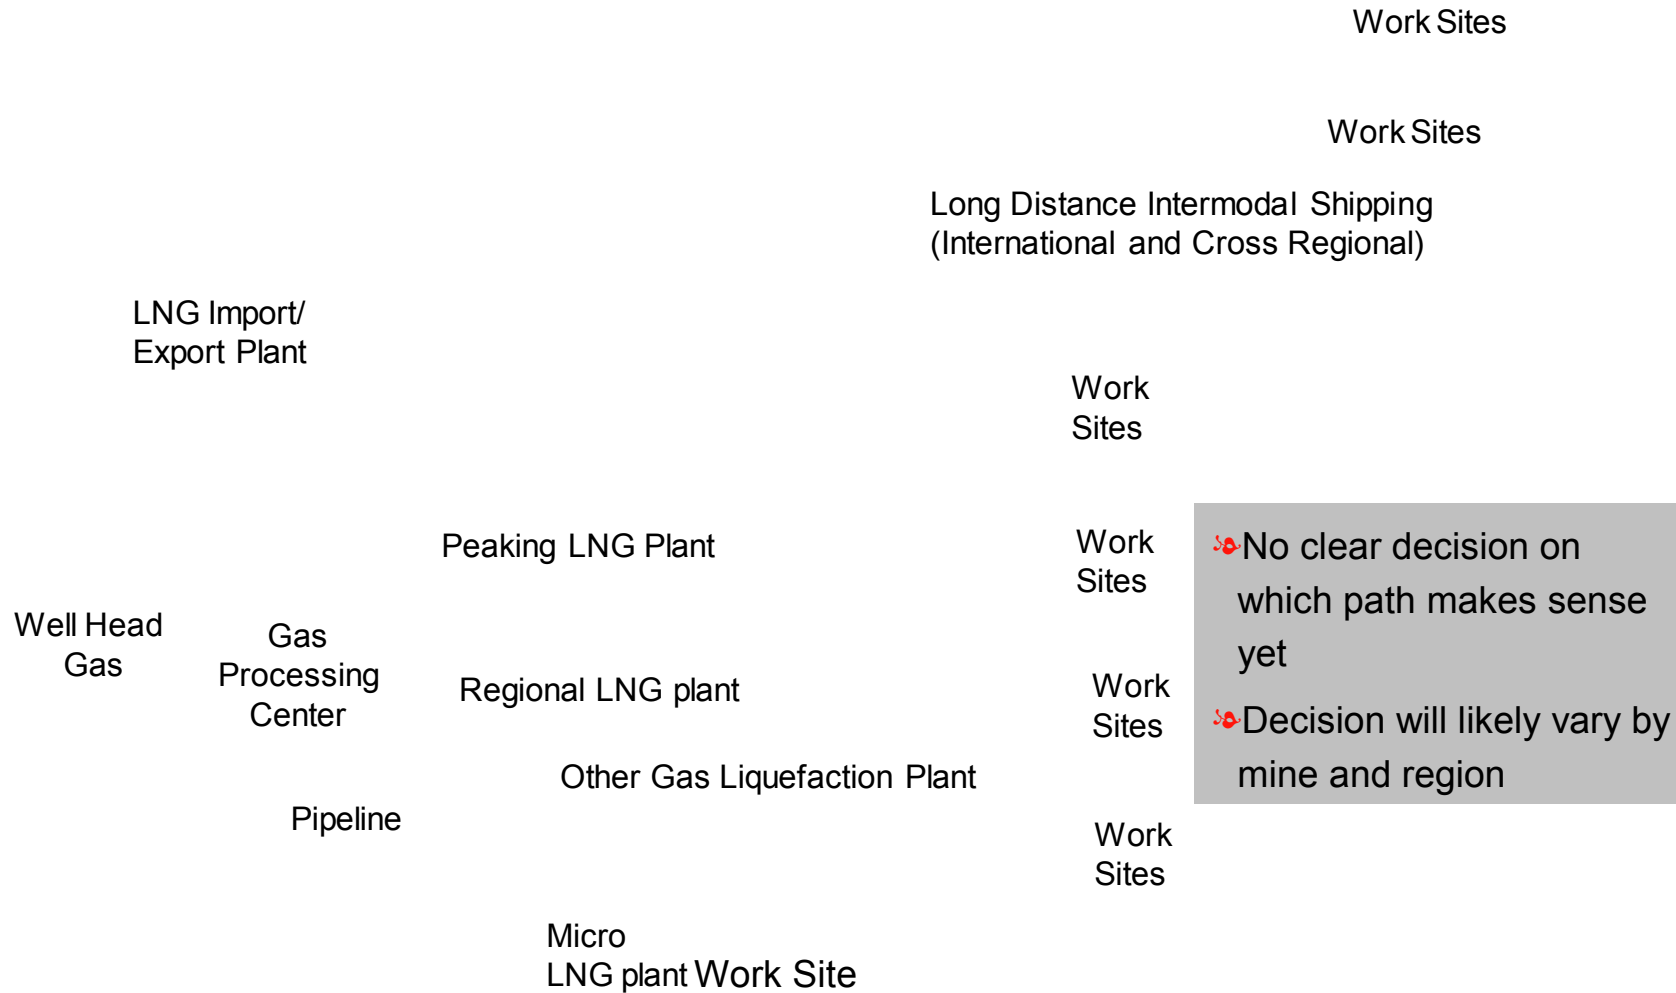 Work Sites
Work Sites
Long Distance Intermodal Shipping
(International and Cross Regional)
LNG Import/
Export Plant
Work
Sites
Peaking LNG Plant
Work
Sites
No clear decision on
which path makes sense
yet
Decision will likely vary by
mine and region
Well Head
Gas
Gas
Processing
Center
Regional LNG plant
Work
Sites
Other Gas Liquefaction Plant
Pipeline
Work
Sites
Micro
LNG plant Work Site